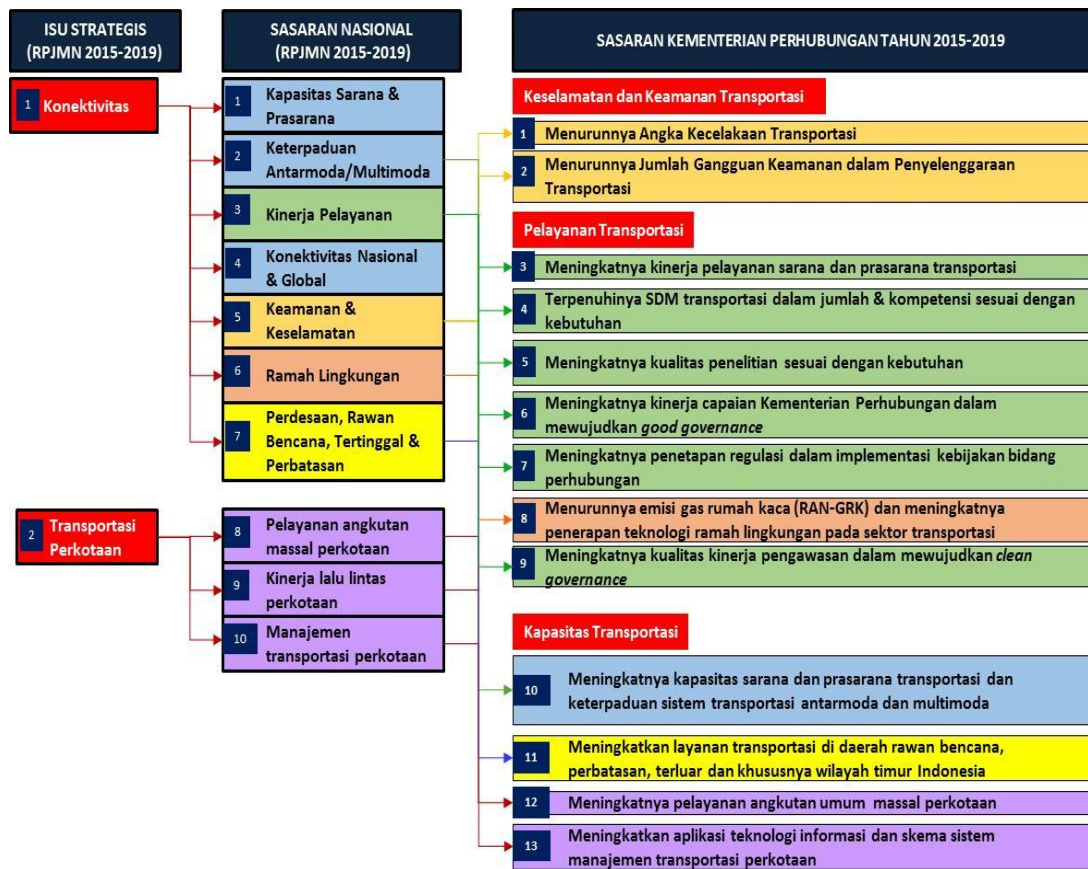 ISU STRATEGIS
(RPJMN 2015-2019)
1 Konektivitas
2 Transportasi
Perkotaan
SASARAN NASIONAL
(RPJMN 2015-2019)
1 Kapasitas Sarana &
Prasarana
2 Keterpaduan
Antarmoda/Multimoda
3 Kinerja Pelayanan
4 Konektivitas Nasional
& Global
5 Keamanan &
Keselamatan
6 Ramah Lingkungan
7 Perdesaan, Rawan
Bencana, Tertinggal &
Perbatasan
8 Pelayanan angkutan
massal perkotaan
9 Kinerja lalu lintas
perkotaan
10 Manajemen
transportasi perkotaan
SASARAN KEMENTERIAN PERHUBUNGAN TAHUN 2015-2019
Keselamatan dan Keamanan Transportasi
1 Menurunnya Angka Kecelakaan Transportasi
2 Menurunnya Jumlah Gangguan Keamanan dalam Penyelenggaraan
Transportasi
Pelayanan Transportasi
3 Meningkatnya kinerja pelayanan sarana dan prasarana transportasi
4 Terpenuhinya SDM transportasi dalam jumlah & kompetensi sesuai dengan
kebutuhan
5 Meningkatnya kualitas penelitian sesuai dengan kebutuhan
6 Meningkatnya kinerja capaian Kementerian Perhubungan dalam
mewujudkan good governance
7 Meningkatnya penetapan regulasi dalam implementasi kebijakan bidang
perhubungan
8 Menurunnya emisi gas rumah kaca (RAN-GRK) dan meningkatnya
penerapan teknologi ramah lingkungan pada sektor transportasi
9 Meningkatnya kualitas kinerja pengawasan dalam mewujudkan clean
governance
Kapasitas Transportasi
10 Meningkatnya kapasitas sarana dan prasarana transportasi dan
keterpaduan sistem transportasi antarmoda dan multimoda
11 Meningkatkan layanan transportasi di daerah rawan bencana,
perbatasan, terluar dan khususnya wilayah timur Indonesia
12 Meningkatnya pelayanan angkutan umum massal perkotaan
13 Meningkatkan aplikasi teknologi informasi dan skema sistem
manajemen transportasi perkotaan